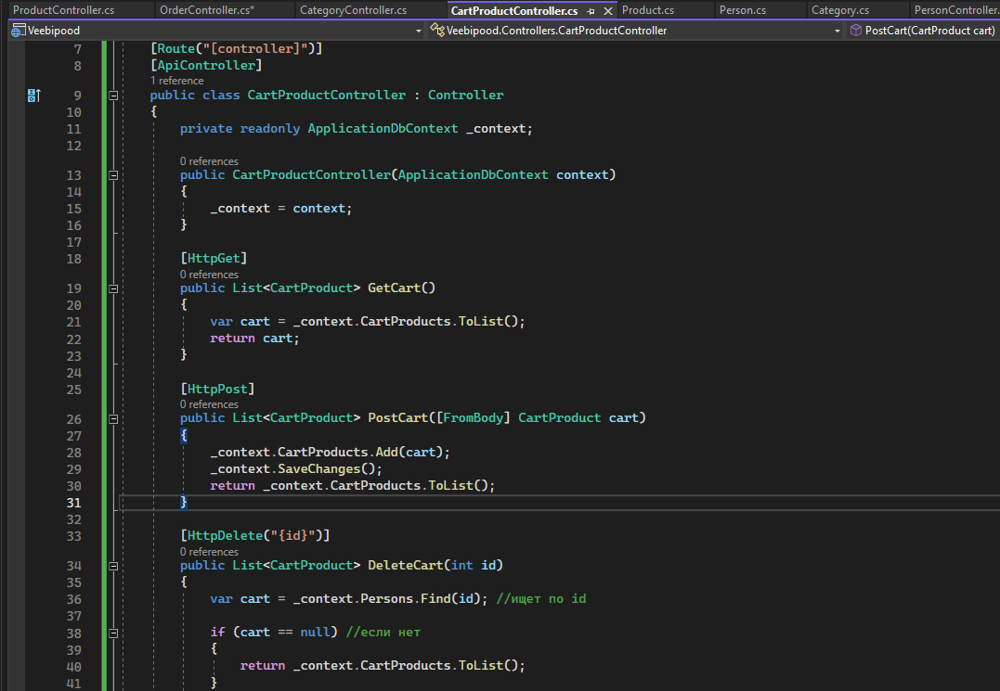 ProductController.cs OrderController.cs* CategoryController.cs CartProductController.cs Product.cs Person.cs Category.cs PersonController.
Veebipood Veebipood.Controllers.CartProductController PostCart(CartProduct cart)
7 [Route("[controller]")]
8 [ApiController]
1 reference
9 public class CartProductController : Controller
10 {
11 private readonly ApplicationDbContext _context;
12
0 references
13 public CartProductController(ApplicationDbContext context)
14 {
15 _context = context;
16 }
17
18 [HttpGet]
0 references
19 public List<CartProduct> GetCart()
20 {
21 var cart = _context.CartProducts.ToList();
22 return cart;
23 }
24
25 [HttpPost]
0 references
26 public List<CartProduct> PostCart([FromBody] CartProduct cart)
27 {
28 _context.CartProducts.Add(cart);
29 _context.SaveChanges();
30 return _context.CartProducts.ToList();
31 }
32
33 [HttpDelete("{id}")]
0 references
34 public List<CartProduct> DeleteCart(int id)
35 {
36 var cart = _context.Persons.Find(id); //ищет по id
37
38 if (cart == null) //если нет
39 {
40 return _context.CartProducts.ToList();
41 }